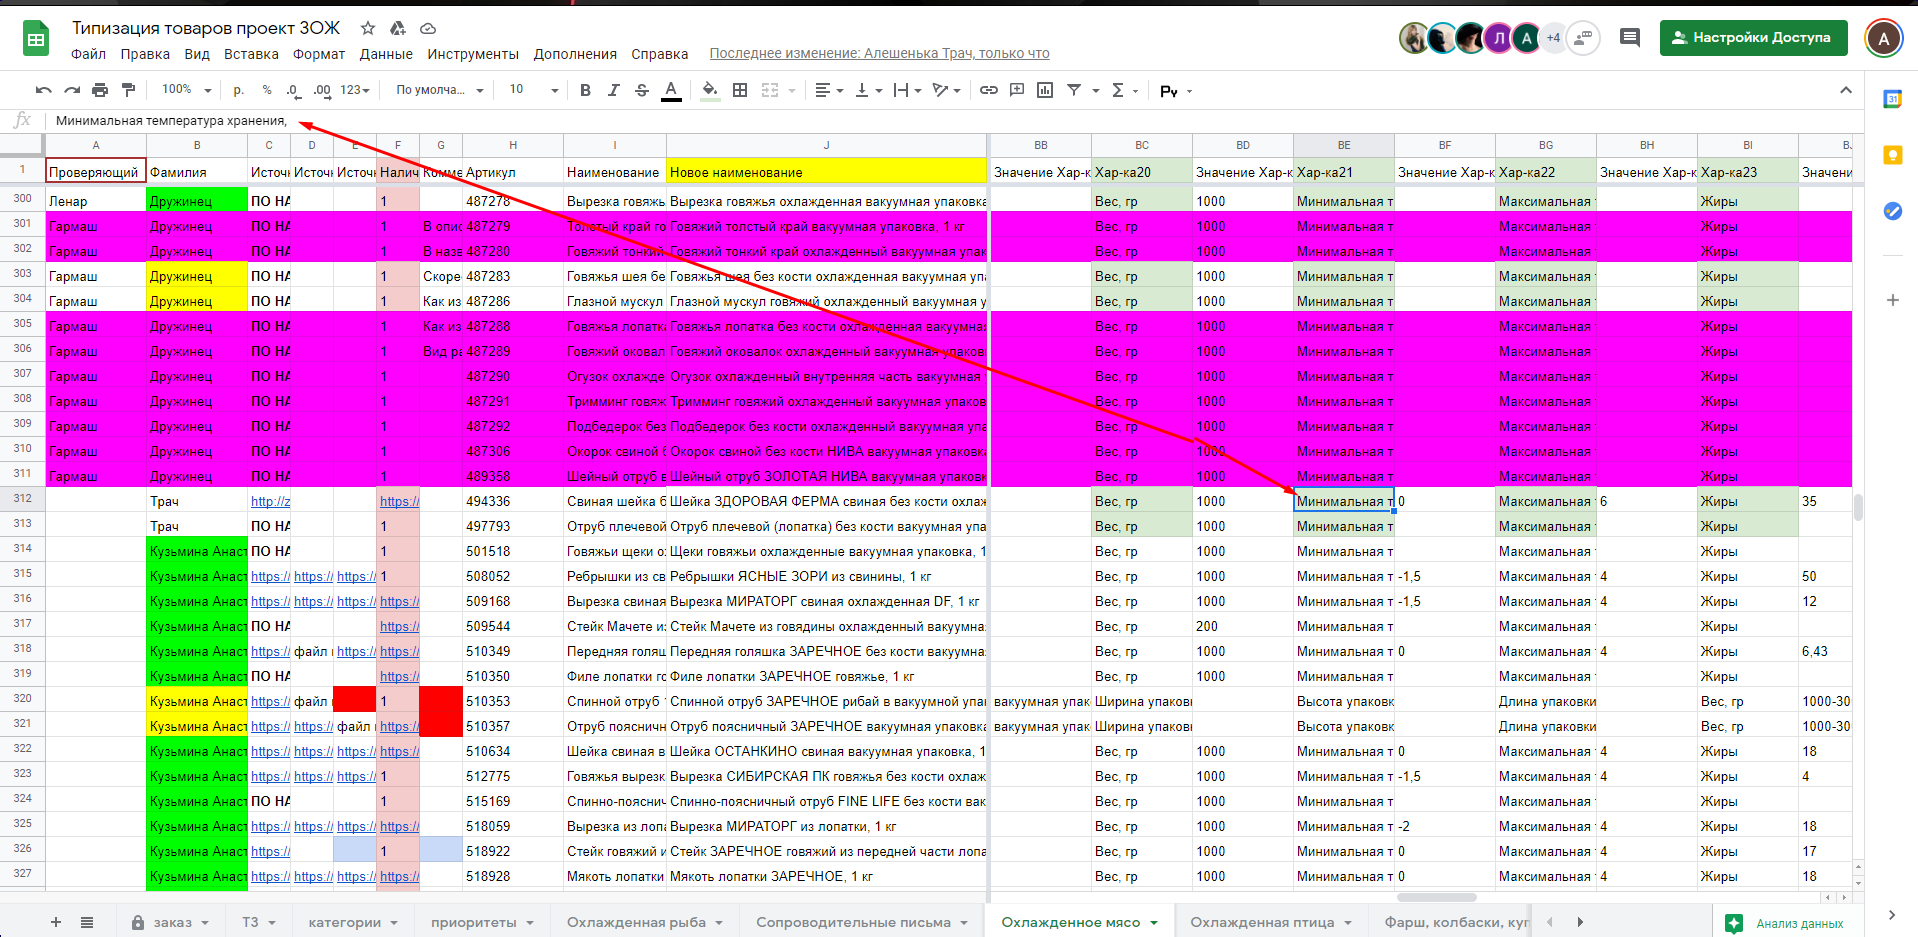 Типизация товаров проект ЗОЖ
Файл Правка Вид Вставка Формат Данные Инструменты Дополнения Справка Последнее изменение: Алешенька Трач, только что
Л А +4 Настройки Доступа А
100% р. % .0 .00 123 По умолча... 10 B I S A Σ Ру
fx Минимальная температура хранения,
A B C D E F G H I J BB BC BD BE BF BG BH BI
1 Проверяющий Фамилия Источ Источ Источ Налич Комме Артикул Наименование Новое наименование Значение Хар-к Хар-ка20 Значение Хар-к Хар-ка21 Значение Хар-к Хар-ка22 Значение Хар-к Хар-ка23 Значени
300 Ленар Дружинец ПО НА 1 487278 Вырезка говяжь Вырезка говяжья охлажденная вакуумная упаковка Вес, гр 1000 Минимальная т Максимальная Жиры
301 Гармаш Дружинец ПО НА 1 В опис 487279 Толстый край го Говяжий толстый край вакуумная упаковка, 1 кг Вес, гр 1000 Минимальная т Максимальная Жиры
302 Гармаш Дружинец ПО НА 1 В назв 487280 Говяжий тонкий Говяжий тонкий край охлажденный вакуумная упак Вес, гр 1000 Минимальная т Максимальная Жиры
303 Гармаш Дружинец ПО НА 1 Скоре 487283 Говяжья шея бе Говяжья шея без кости охлажденная вакуумная уп Вес, гр 1000 Минимальная т Максимальная Жиры
304 Гармаш Дружинец ПО НА 1 Как из 487286 Глазной мускул Глазной мускул говяжий охлажденный вакуумная у Вес, гр 1000 Минимальная т Максимальная Жиры
305 Гармаш Дружинец ПО НА 1 Как из 487288 Говяжья лопатка Говяжья лопатка без кости охлажденная вакуумная Вес, гр 1000 Минимальная т Максимальная Жиры
306 Гармаш Дружинец ПО НА 1 Вид ра 487289 Говяжий оковал Говяжий оковалок охлажденный вакуумная упаков Вес, гр 1000 Минимальная т Максимальная Жиры
307 Гармаш Дружинец ПО НА 1 487290 Огузок охлажде Огузок охлажденный внутренняя часть вакуумная Вес, гр 1000 Минимальная т Максимальная Жиры
308 Гармаш Дружинец ПО НА 1 487291 Тримминг говяж Тримминг говяжий охлажденный вакуумная упаков Вес, гр 1000 Минимальная т Максимальная Жиры
309 Гармаш Дружинец ПО НА 1 487292 Подбедерок без Подбедерок без кости охлажденная вакуумная упа Вес, гр 1000 Минимальная т Максимальная Жиры
310 Гармаш Дружинец ПО НА 1 487306 Окорок свиной б Окорок свиной без кости НИВА вакуумная упаковка Вес, гр 1000 Минимальная т Максимальная Жиры
311 Гармаш Дружинец ПО НА 1 489358 Шейный отруб в Шейный отруб ЗОЛОТАЯ НИВА вакуумная упаков Вес, гр 1000 Минимальная т Максимальная Жиры
312 Трач http://z https:// 494336 Свиная шейка б Шейка ЗДОРОВАЯ ФЕРМА свиная без кости охлаж Вес, гр 1000 Минимальная т 0 Максимальная 6 Жиры 35
313 Трач ПО НА 1 497793 Отруб плечевой Отруб плечевой (лопатка) без кости вакуумная упа Вес, гр 1000 Минимальная т Максимальная Жиры
314 Кузьмина Анаст ПО НА 1 501518 Говяжьи щеки о Щеки говяжьи охлажденные вакуумная упаковка, 1 Вес, гр 1000 Минимальная т Максимальная Жиры
315 Кузьмина Анаст https:// https:// https:// 1 508052 Ребрышки из св Ребрышки ЯСНЫЕ ЗОРИ из свинины, 1 кг Вес, гр 1000 Минимальная т -1,5 Максимальная 4 Жиры 50
316 Кузьмина Анаст https:// https:// https:// https:// 509168 Вырезка свиная Вырезка МИРАТОРГ свиная охлажденная DF, 1 кг Вес, гр 1000 Минимальная т -1,5 Максимальная 4 Жиры 12
317 Кузьмина Анаст ПО НА https:// 509544 Стейк Мачете из Стейк Мачете из говядины охлажденный вакуумна Вес, гр 200 Минимальная т Максимальная Жиры
318 Кузьмина Анаст https:// файл https:// https:// 510349 Передняя голяш Передняя голяшка ЗАРЕЧНОЕ без кости вакуумна Вес, гр 1000 Минимальная т 0 Максимальная 4 Жиры 6,43
319 Кузьмина Анаст ПО НА https:// 510350 Филе лопатки го Филе лопатки ЗАРЕЧНОЕ говяжье, 1 кг Вес, гр 1000 Минимальная т Максимальная Жиры
320 Кузьмина Анаст https:// файл 1 510353 Спинной отруб Спинной отруб ЗАРЕЧНОЕ рибай в вакуумной упа вакуумная упак Ширина упаков Высота упаковк Длина упаковки Вес, гр 1000-30
321 Кузьмина Анаст https:// https:// файл 1 510357 Отруб пояснич Отруб поясничный ЗАРЕЧНОЕ вакуумная упаковка вакуумная упак Ширина упаков Высота упаковк Длина упаковки Вес, гр 1000-30
322 Кузьмина Анаст https:// https:// https:// https:// 510634 Шейка свиная в Шейка ОСТАНКИНО свиная вакуумная упаковка, 1 Вес, гр 1000 Минимальная т 0 Максимальная 4 Жиры 18
323 Кузьмина Анаст https:// https:// https:// 1 512775 Говяжья вырезк Вырезка СИБИРСКАЯ ПК говяжья без кости охлаж Вес, гр 1000 Минимальная т -1,5 Максимальная 4 Жиры 4
324 Кузьмина Анаст ПО НА 1 515169 Спинно-пояснич Спинно-поясничный отруб FINE LIFE без кости вак Вес, гр 1000 Минимальная т Максимальная Жиры
325 Кузьмина Анаст https:// https:// https:// https:// 518059 Вырезка из лопа Вырезка МИРАТОРГ из лопатки, 1 кг Вес, гр 1000 Минимальная т -2 Максимальная 4 Жиры 18
326 Кузьмина Анаст https:// 1 518922 Стейк говяжий и Стейк ЗАРЕЧНОЕ говяжий из передней части лопа Вес, гр 1000 Минимальная т 0 Максимальная 4 Жиры 17
327 Кузьмина Анаст https:// https:// https:// https:// 518928 Мякоть лопатки Мякоть лопатки ЗАРЕЧНОЕ, 1 кг Вес, гр 1000 Минимальная т 0 Максимальная 4 Жиры 18
заказ ТЗ категории приоритеты Охлажденная рыба Сопроводительные письма Охлажденное мясо Охлажденная птица Фарш, колбаски, куп Анализ данных